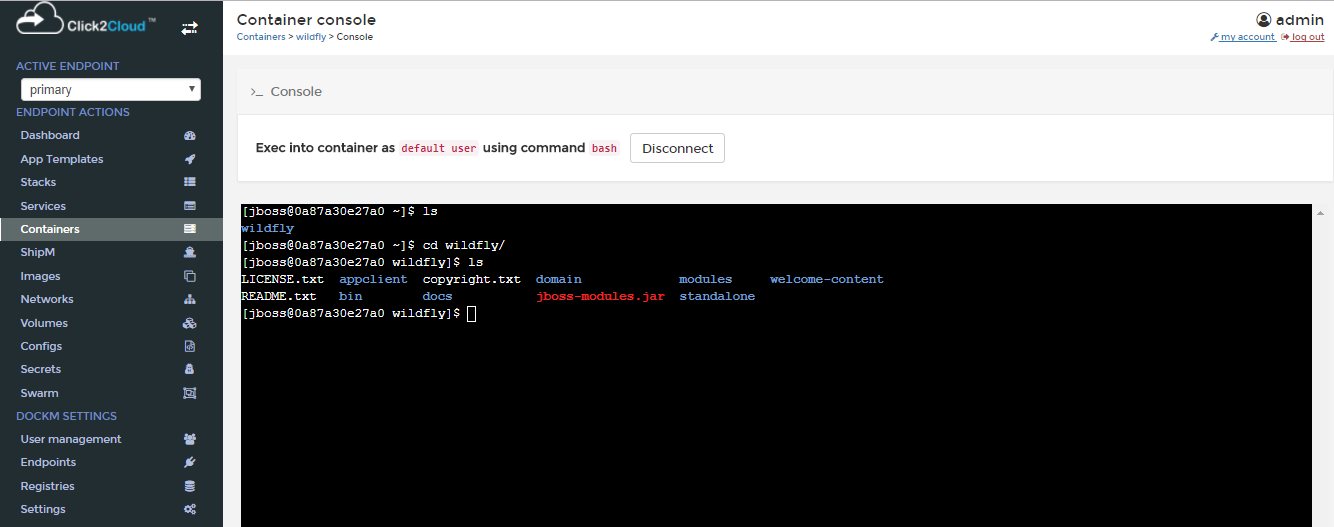 Click2Cloud™
ACTIVE ENDPOINT
primary
ENDPOINT ACTIONS
Dashboard
App Templates
Stacks
Services
Containers
ShipM
Images
Networks
Volumes
Configs
Secrets
Swarm
DOCKM SETTINGS
User management
Endpoints
Registries
Settings
Container console
admin
Containers > wildfly > Console
my account log out
>_ Console
Exec into container as default user using command bash Disconnect
[jboss@0a87a30e27a0 ~]$ ls
wildfly
[jboss@0a87a30e27a0 ~]$ cd wildfly/
[jboss@0a87a30e27a0 wildfly]$ ls
LICENSE.txt appclient copyright.txt domain modules welcome-content
README.txt bin docs jboss-modules.jar standalone
[jboss@0a87a30e27a0 wildfly]$